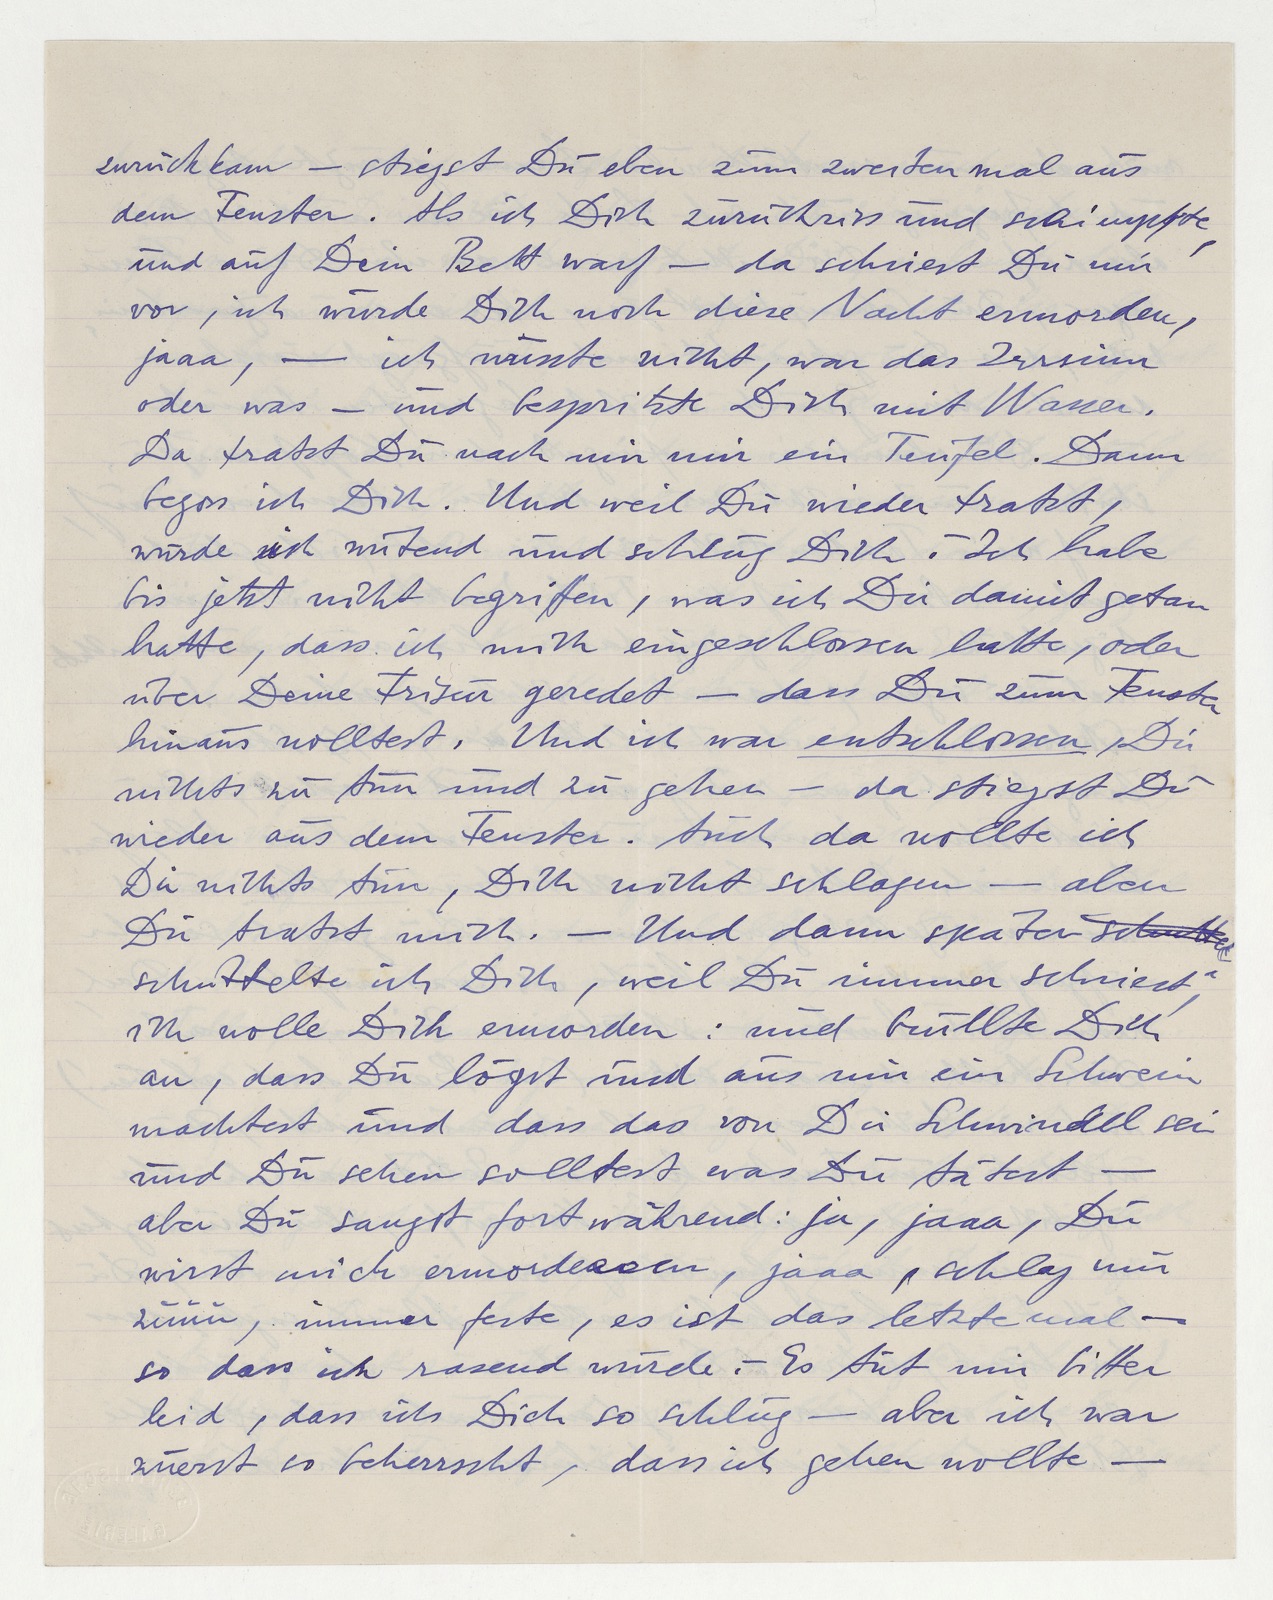 zurückkam — stiegst Du eben zum zweitenmal aus
dem Fenster. Als ich Dich zurückriss und schimpfte,
und auf Dein Bett warf — da schriest Du mir
vor, ich würde Dich noch diese Nacht ermorden,
jaaa, — ich wusste nicht, war das Irrsinn
oder was — und bespritzte Dich mit Wasser.
Da tratst Du nach mir wie ein Teufel. Dann
begoss ich Dich. Und weil Du wieder tratst,
wurde ich wütend und schlug Dich. – Ich habe
bis jetzt nicht begriffen, was ich Dir damit getan
hatte, dass ich mich eingeschlossen hatte, oder
über Deine Frisur geredet — dass Du zum Fenster
hinaus wolltest. Und ich war entschlossen, Dir
nichts zu tun und zu gehen — da stiegst Du
wieder aus dem Fenster. Auch da wollte ich
Dir nichts tun, Dich nicht schlagen — aber
Du tratst mich. — Und dann später
schüttelte ich Dich, weil Du immer schriest,
ich wolle Dich ermorden: und brüllte Dich
an, dass Du lögst und aus mir ein Schwein
machtest und dass das von Dir Schwindel sei
und Du sehen solltest was Du tätest —
aber Du sangst fortwährend: ja, jaaa, Du
wirst mich ermordeeeen, jaaa, schlag mir
züüü, immer feste, es ist das letztemal —
so dass ich rasend wurde. – Es tut mir bitter
leid, dass ich Dich so schlug — aber ich war
zuerst so beherrscht, dass ich gehen wollte —